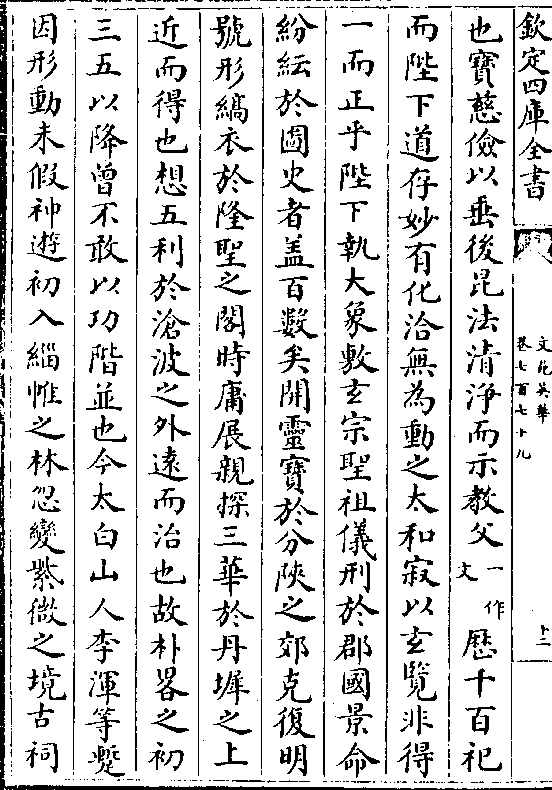 欽定四庫全書
文苑英華
卷七百七十九
十二
也寶慈儉以垂後昆法清淨而示教父一作文歷千百祀
而陛下道存妙有化洽無為動之太和寂以玄覽非得
一而正乎陛下執大象敷玄宗聖祖儀刑於郡國景命
紛紜於圖史者盖百數矣開靈寶於分陝之郊克復明
號形縞衣於隆聖之閣時庸展親探三華於丹墀之上
近而得也想五利於滄波之外遠而治也故朴畧之初
三五以降曾不敢以功階並也今太白山人李渾等蹔
因形動未假神遊初入緇帷之林忽變紫微之境古祠